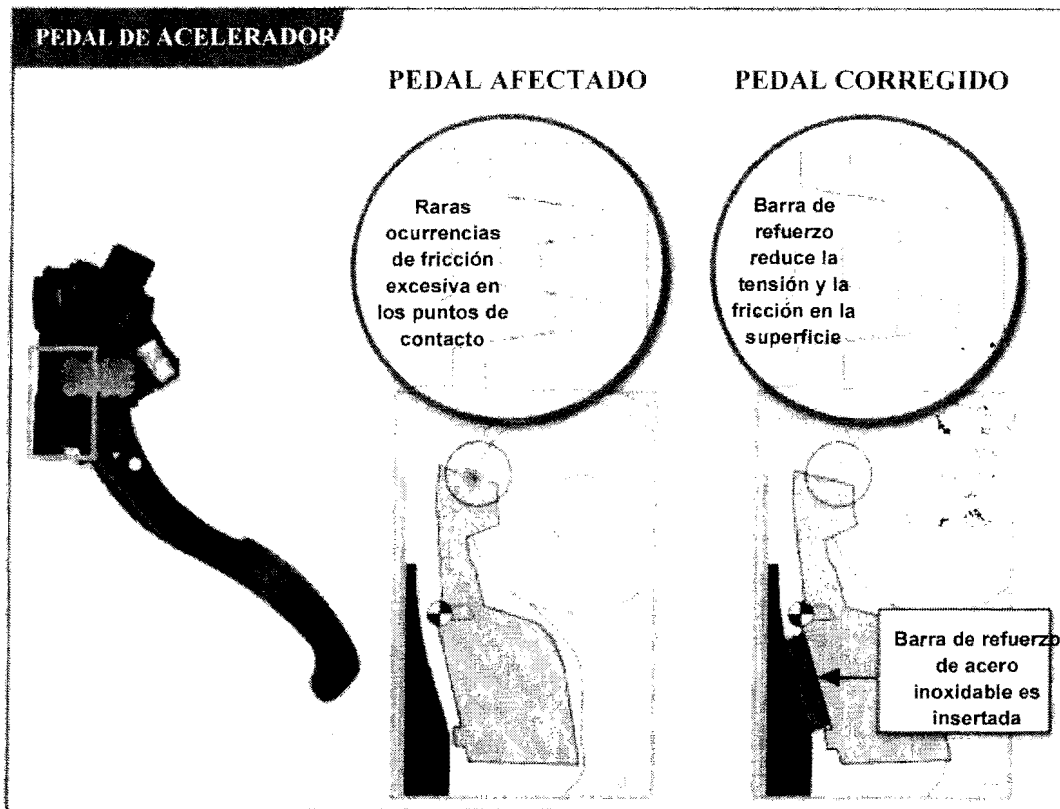 PEDAL DE ACELERADOR
PEDAL AFECTADO
PEDAL CORREGIDO
Raras
ocurrencias
de fricción
excesiva en
los puntos de
contacto
Barra de
refuerzo
reduce la
tensión y la
fricción en la
superficie
Barra de refuerzo
de acero
inoxidable es
insertada